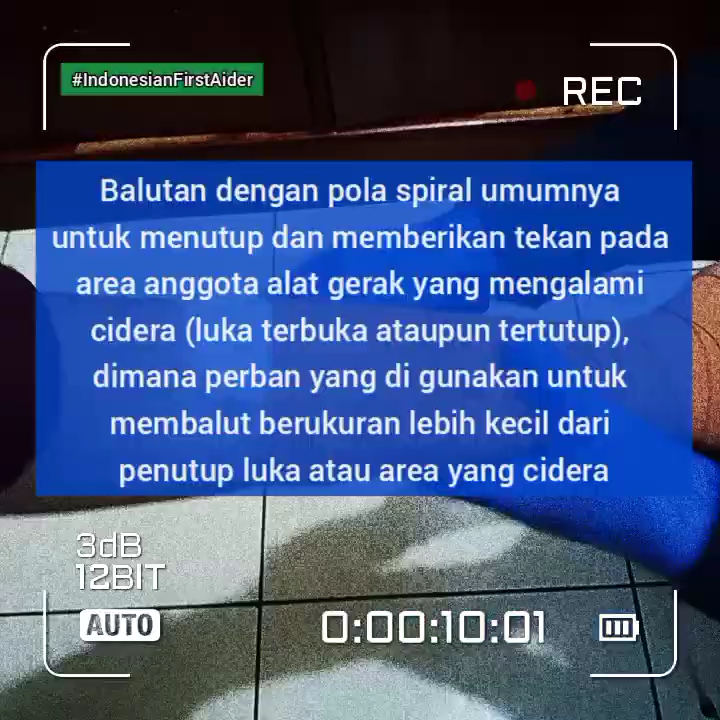 #IndonesianFirstAider
REC
Balutan dengan pola spiral umumnya
untuk menutup dan memberikan tekan pada
area anggota alat gerak yang mengalami
cidera (luka terbuka ataupun tertutup),
dimana perban yang di gunakan untuk
membalut berukuran lebih kecil dari
penutup luka atau area yang cidera
3dB
12BIT
AUTO
0:00:10:01